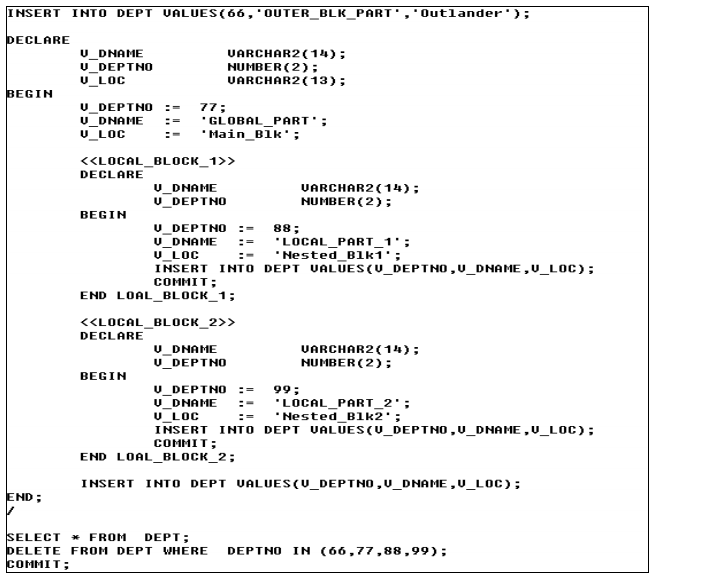 INSERT INTO DEPT VALUES(66,'OUTER_BLK_PART','Outlander');
DECLARE
V_DNAME VARCHAR2(14);
V_DEPTNO NUMBER(2);
V_LOC VARCHAR2(13);
BEGIN
V_DEPTNO := 77;
V_DNAME := 'GLOBAL_PART';
V_LOC := 'Main_Blk';
<<LOCAL_BLOCK_1>>
DECLARE
V_DNAME VARCHAR2(14);
V_DEPTNO NUMBER(2);
BEGIN
V_DEPTNO := 88;
V_DNAME := 'LOCAL_PART_1';
V_LOC := 'Nested_Blk1';
INSERT INTO DEPT VALUES(V_DEPTNO,V_DNAME,V_LOC);
COMMIT;
END LOAL_BLOCK_1;
<<LOCAL_BLOCK_2>>
DECLARE
V_DNAME VARCHAR2(14);
V_DEPTNO NUMBER(2);
BEGIN
V_DEPTNO := 99;
V_DNAME := 'LOCAL_PART_2';
V_LOC := 'Nested_Blk2';
INSERT INTO DEPT VALUES(V_DEPTNO,V_DNAME,V_LOC);
COMMIT;
END LOAL_BLOCK_2;
INSERT INTO DEPT VALUES(V_DEPTNO,V_DNAME,V_LOC);
END;
/
SELECT * FROM DEPT;
DELETE FROM DEPT WHERE DEPTNO IN (66,77,88,99);
COMMIT;